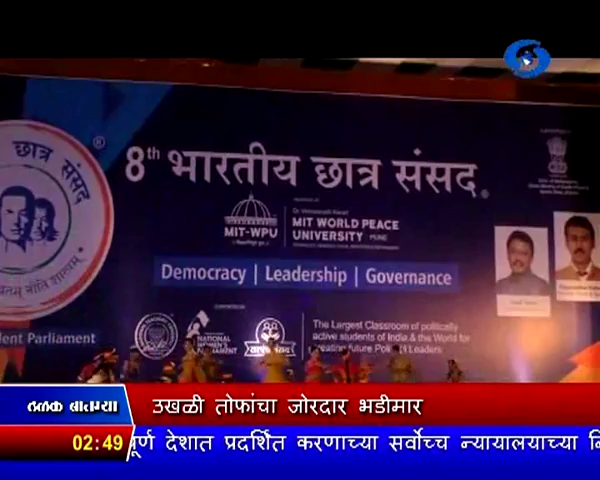 8th भारतीय छात्र संसद
®
छात्र संसद
®
MIT-WPU
MIT WORLD PEACE
UNIVERSITY PUNE
Democracy | Leadership | Governance
dent Parliament
NATIONAL
The Largest Classroom of politically
active students of India & the World for
creating future Political Leaders
ठळक बातम्या
उखळी तोफांचा जोरदार भडीमार
02:49
पूर्ण देशात प्रदर्शित करणाच्या सर्वोच्च न्यायालयाच्या नि